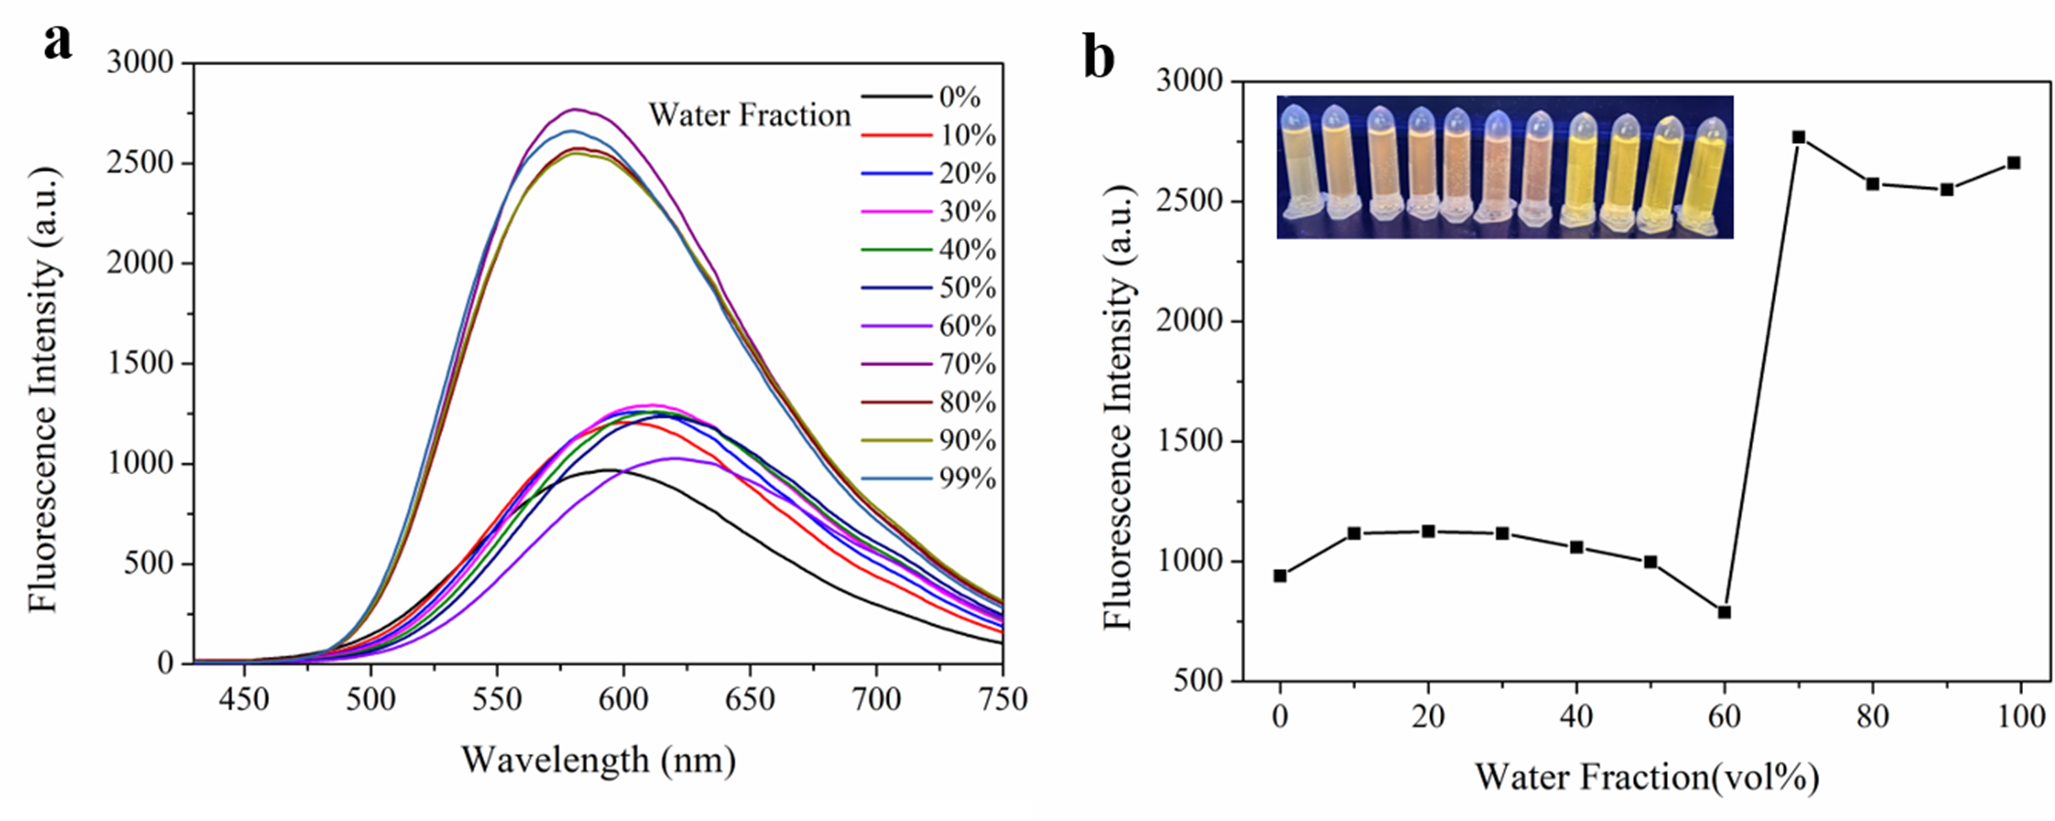 a
3000
2500
2000
1500
1000
500
0
450 500 550 600 650 700 750
Fluorescence Intensity (a.u.)
Wavelength (nm)
Water Fraction
0%
10%
20%
30%
40%
50%
60%
70%
80%
90%
99%
b
3000
2500
2000
1500
1000
500
0 20 40 60 80 100
Fluorescence Intensity (a.u.)
Water Fraction(vol%)